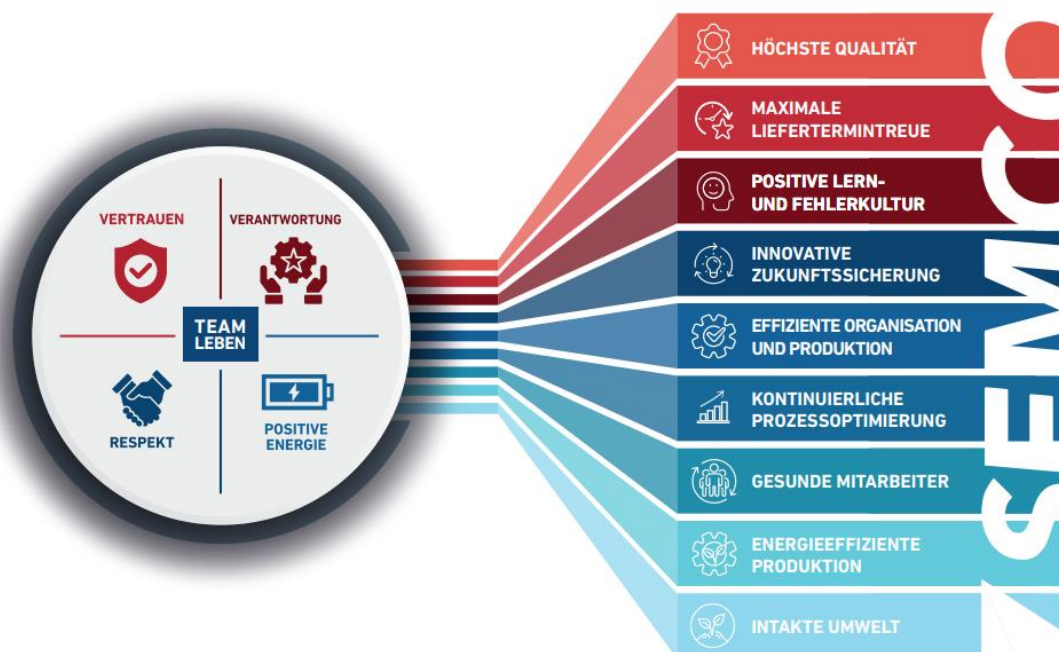 VERTRAUEN
VERANTWORTUNG
TEAM
LEBEN
RESPEKT
POSITIVE
ENERGIE
HÖCHSTE QUALITÄT
MAXIMALE
LIEFERTERMINTREUE
POSITIVE LERN-
UND FEHLERKULTUR
INNOVATIVE
ZUKUNFTSSICHERUNG
EFFIZIENTE ORGANISATION
UND PRODUKTION
KONTINUIERLICHE
PROZESSOPTIMIERUNG
GESUNDE MITARBEITER
ENERGIEEFFIZIENTE
PRODUKTION
INTAKTE UMWELT
SEMCO